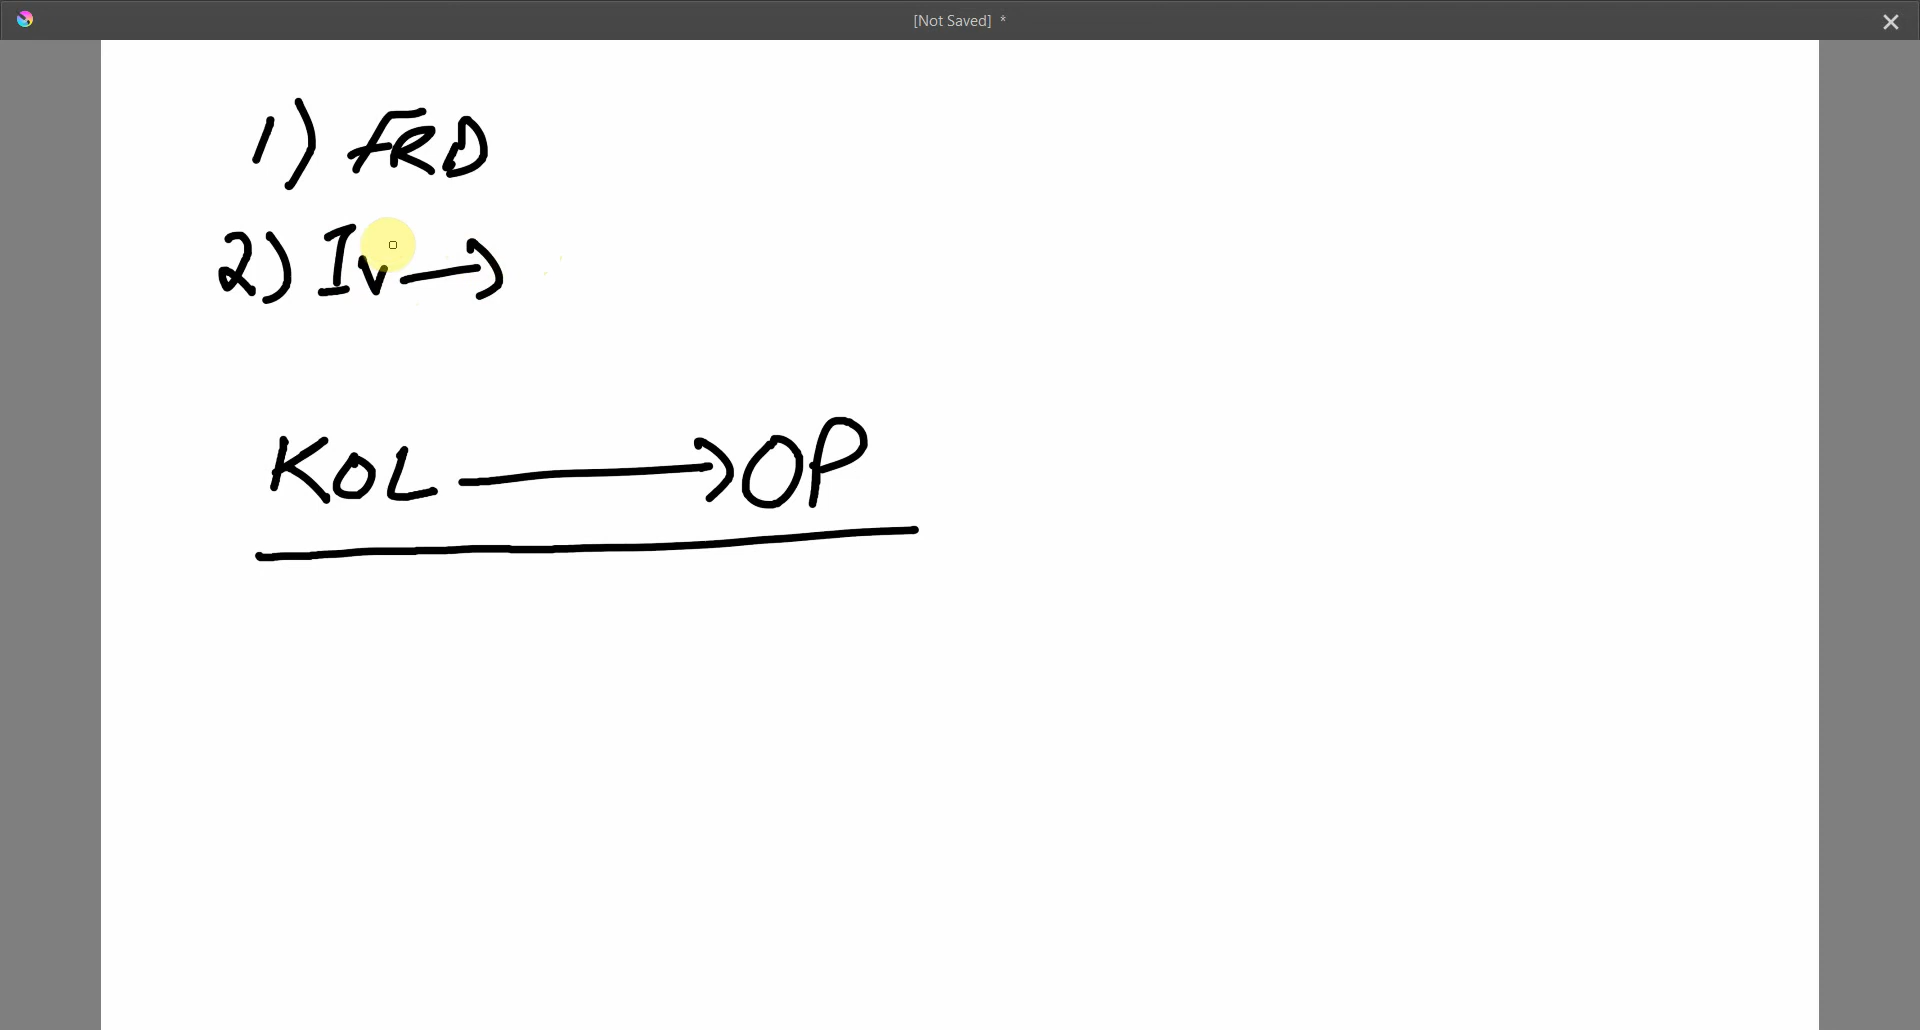 [Not Saved] *
1) FRD
2) Iv →
KOL → OP